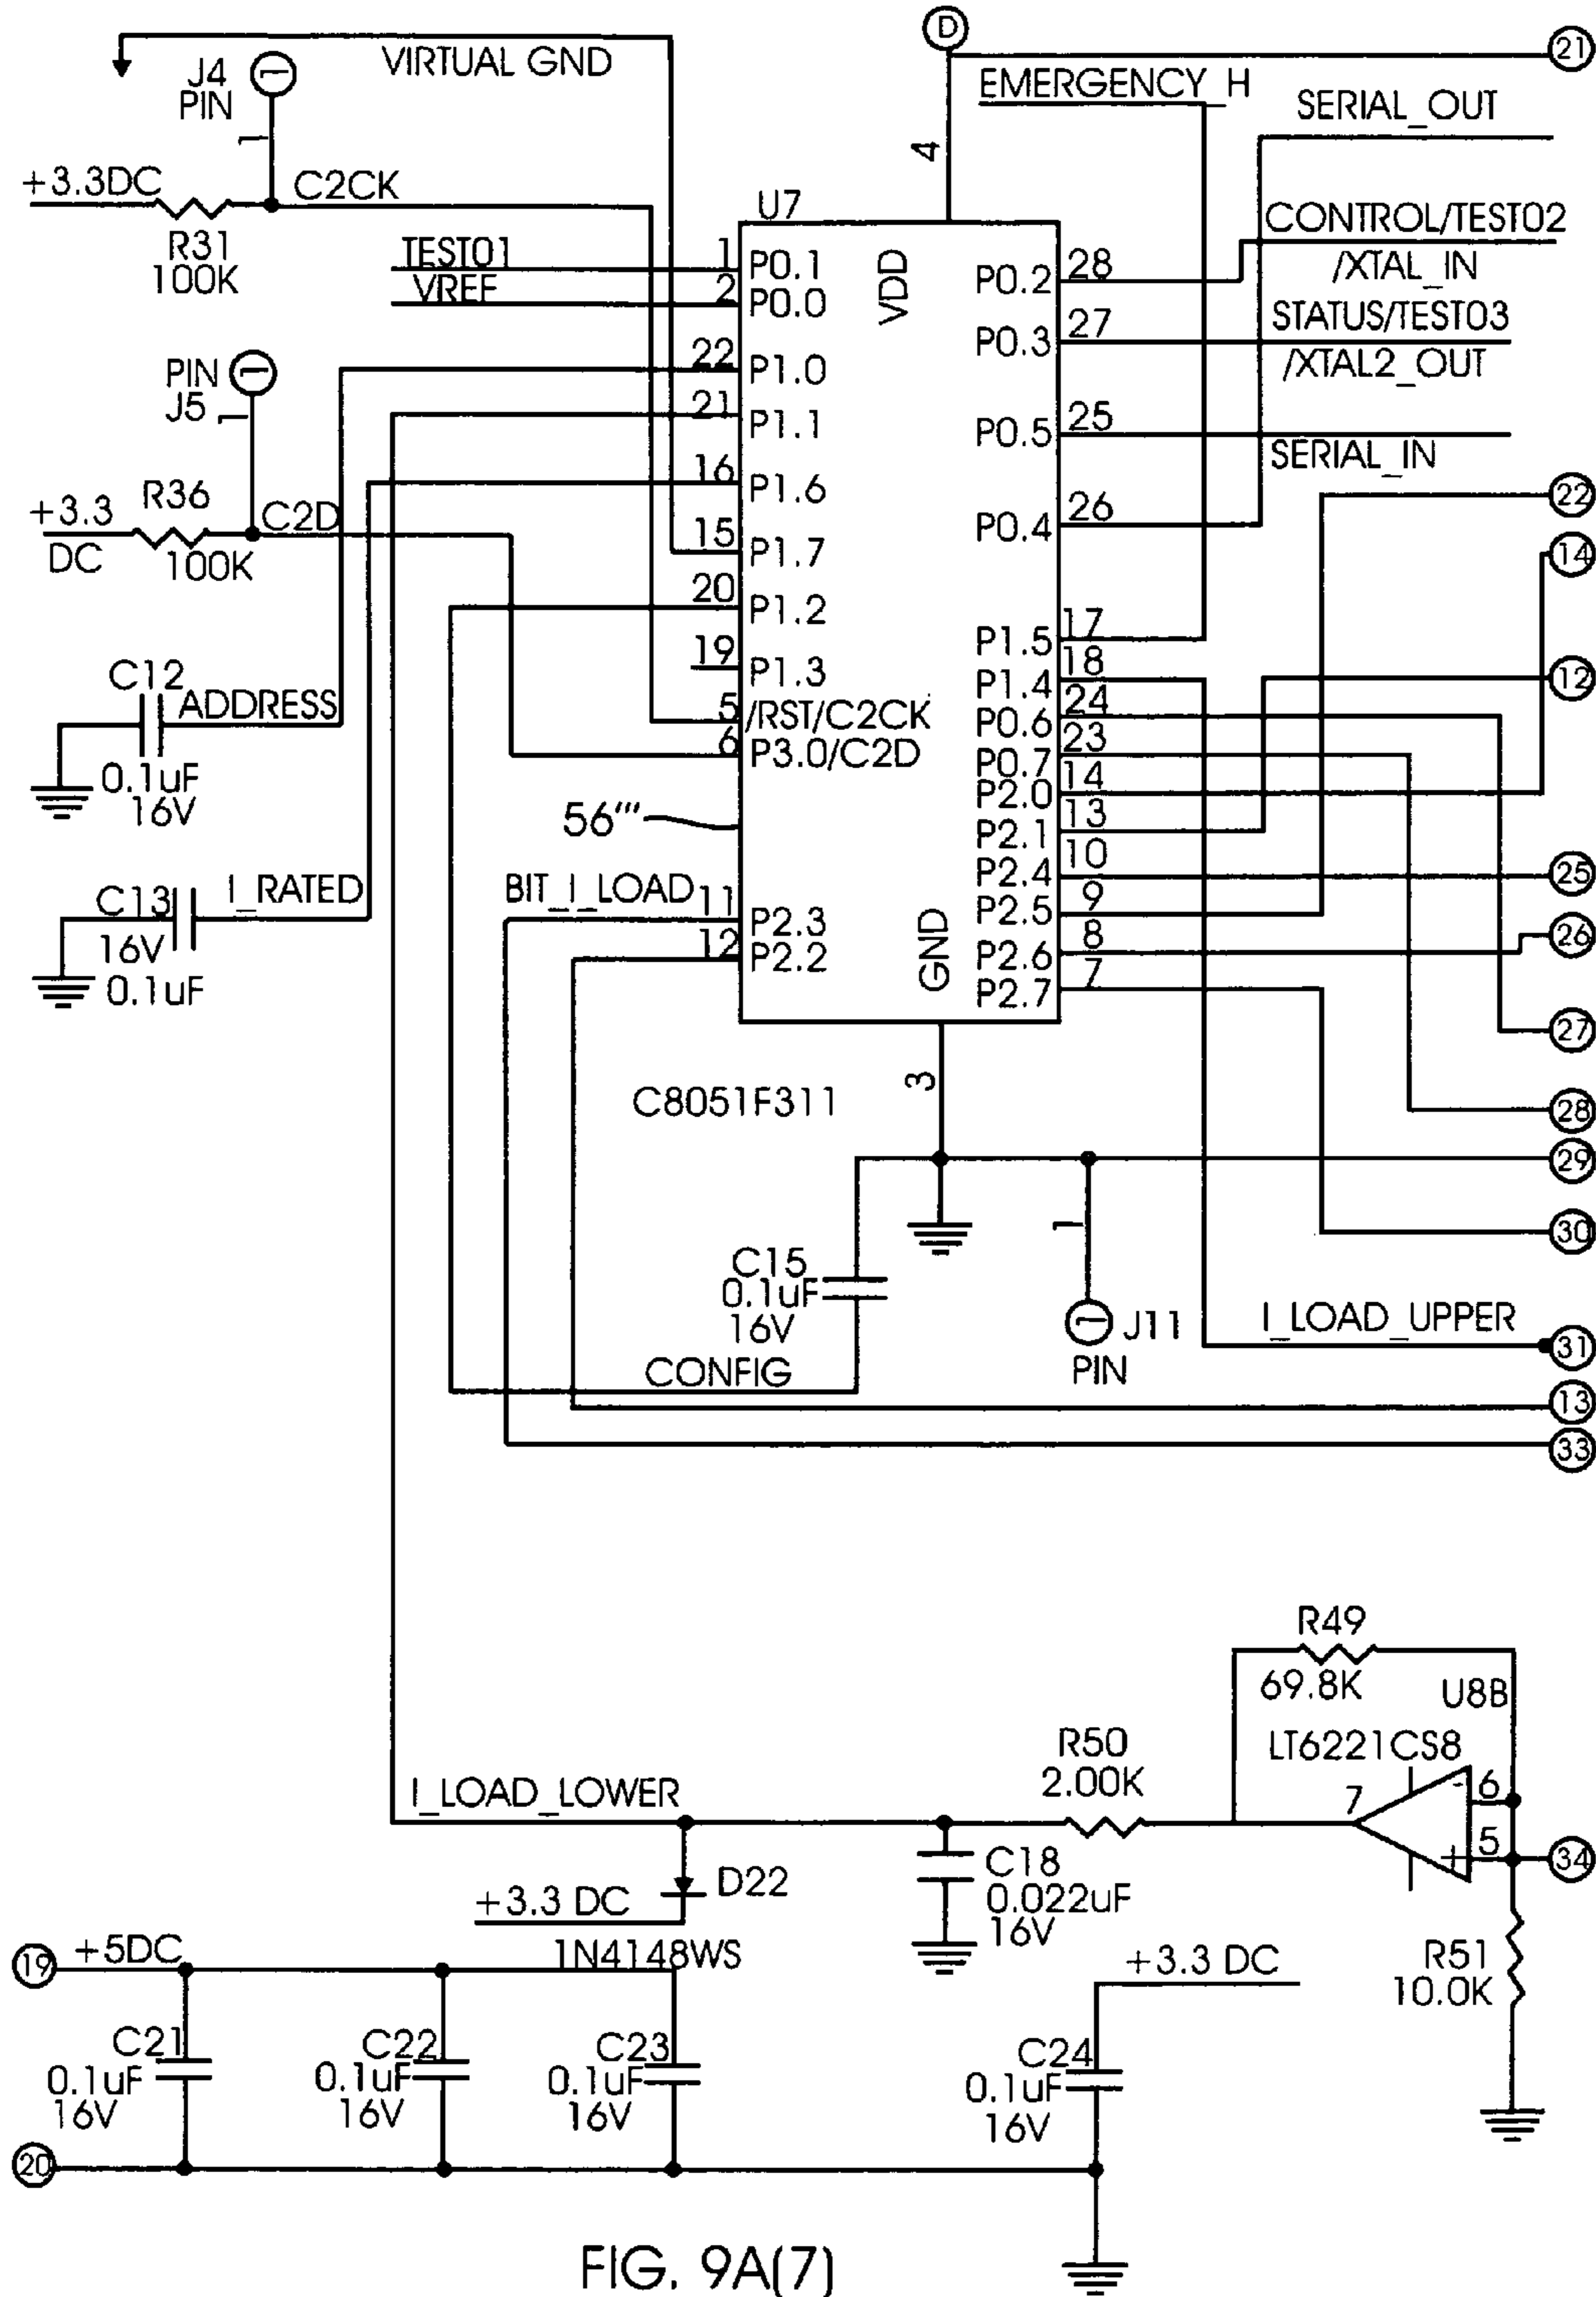 D
21
VIRTUAL GND
J4
PIN
1
1
EMERGENCY_H
SERIAL_OUT
4
+3.3DC
C2CK
R31
100K
U7
TEST01
1
P0.1
VREF
2
P0.0
VDD
P0.2
28
CONTROL/TEST02
/XTAL_IN
P0.3
27
STATUS/TEST03
/XTAL2_OUT
PIN
J5
1
1
22
P1.0
21
P1.1
P0.5
25
SERIAL_IN
16
P1.6
22
+3.3
DC
R36
100K
C2D
15
P1.7
P0.4
26
14
20
P1.2
19
P1.3
P1.5
17
P1.4
18
12
C12
ADDRESS
0.1uF
16V
5
/RST/C2CK
6
P3.0/C2D
P0.6
24
P0.7
23
P2.0
14
P2.1
13
56'''
P2.4
10
25
C13
I_RATED
16V
0.1uF
BIT_I_LOAD
11
P2.3
12
P2.2
GND
P2.5
9
P2.6
8
26
P2.7
7
27
3
C8051F311
28
29
1
30
C15
0.1uF
16V
1
J11
PIN
I_LOAD_UPPER
31
CONFIG
13
33
R49
69.8K
U8B
LT6221CS8
R50
2.00K
7
-
6
+
5
34
I_LOAD_LOWER
C18
0.022uF
16V
D22
+3.3 DC
1N4148WS
R51
10.0K
19
+5DC
+3.3 DC
C21
0.1uF
16V
C22
0.1uF
16V
C23
0.1uF
16V
C24
0.1uF
16V
20
FIG. 9A(7)